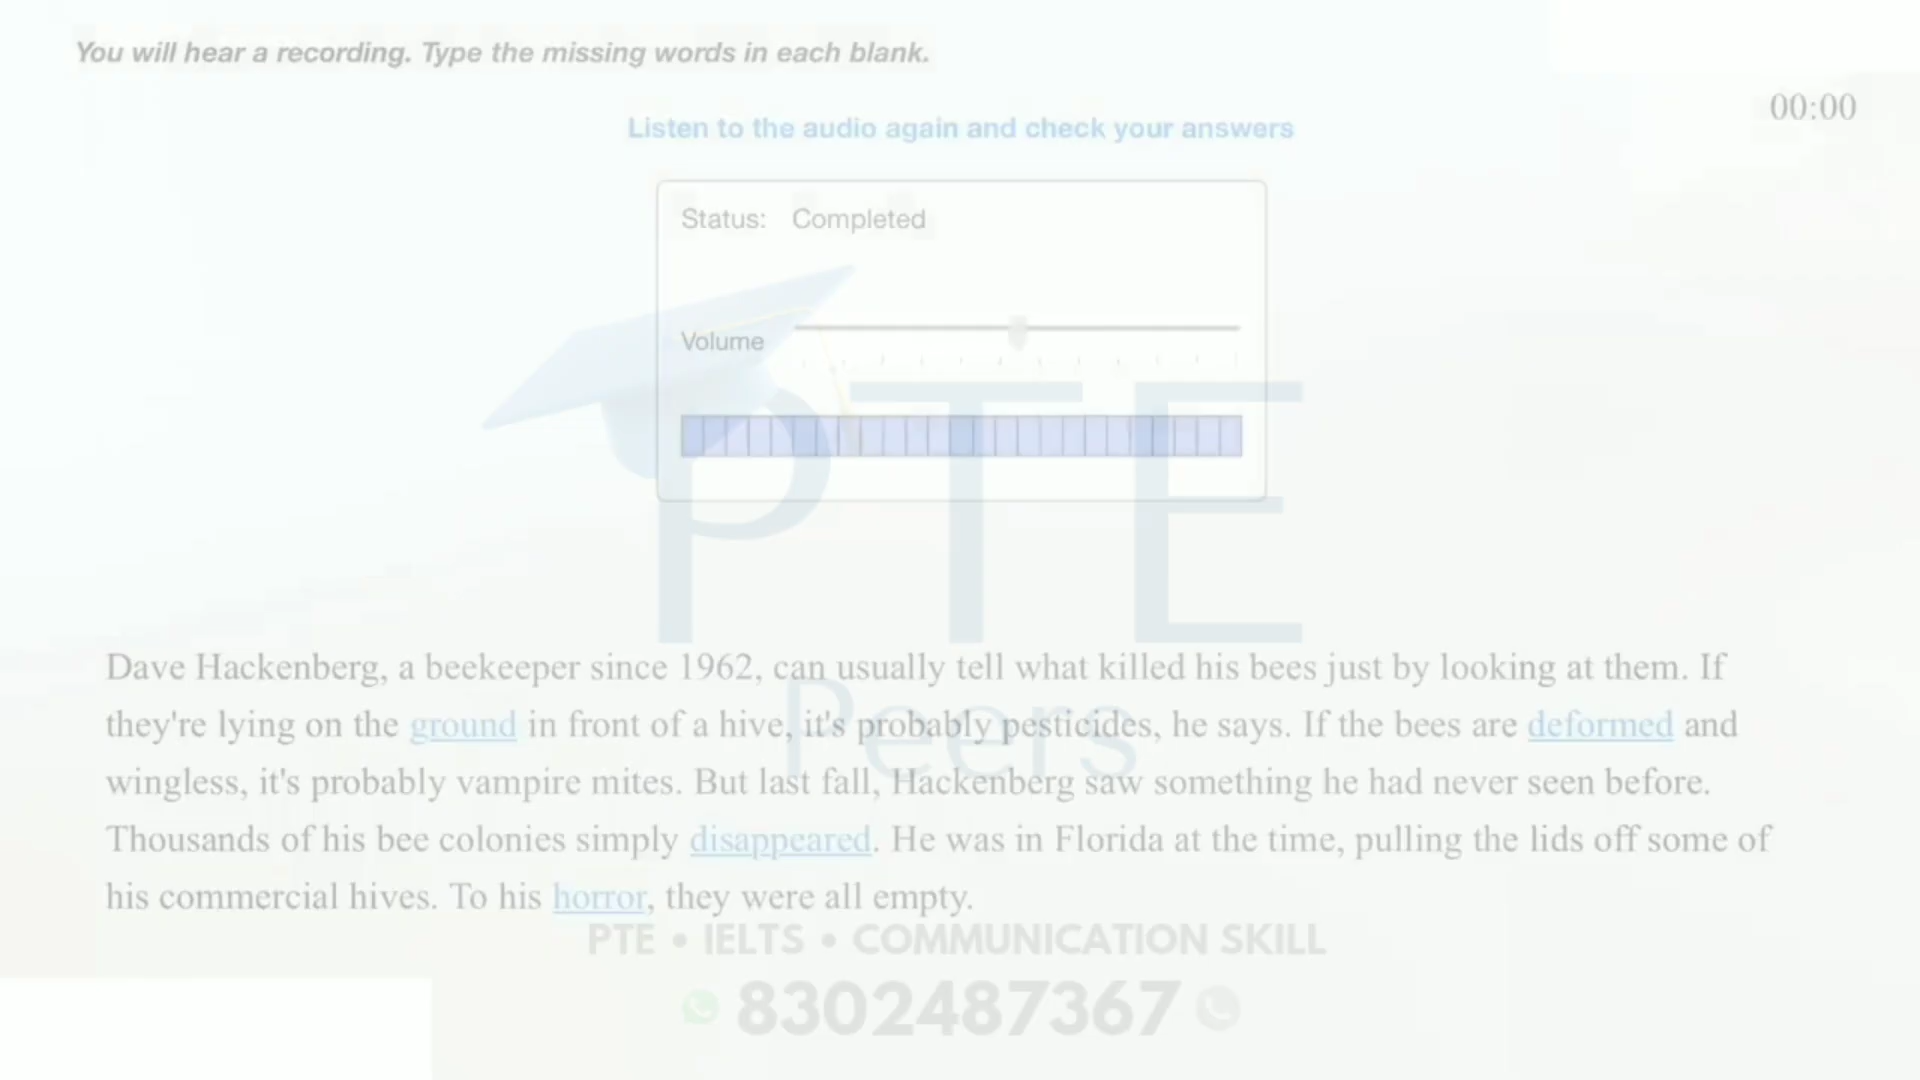 You will hear a recording. Type the missing words in each blank.
00:00
Listen to the audio again and check your answers
Status: Completed
Volume
PTE
Peers
Dave Hackenberg, a beekeeper since 1962, can usually tell what killed his bees just by looking at them. If
they're lying on the ground in front of a hive, it's probably pesticides, he says. If the bees are deformed and
wingless, it's probably vampire mites. But last fall, Hackenberg saw something he had never seen before.
Thousands of his bee colonies simply disappeared. He was in Florida at the time, pulling the lids off some of
his commercial hives. To his horror, they were all empty.
PTE • IELTS • COMMUNICATION SKILL
8302487367